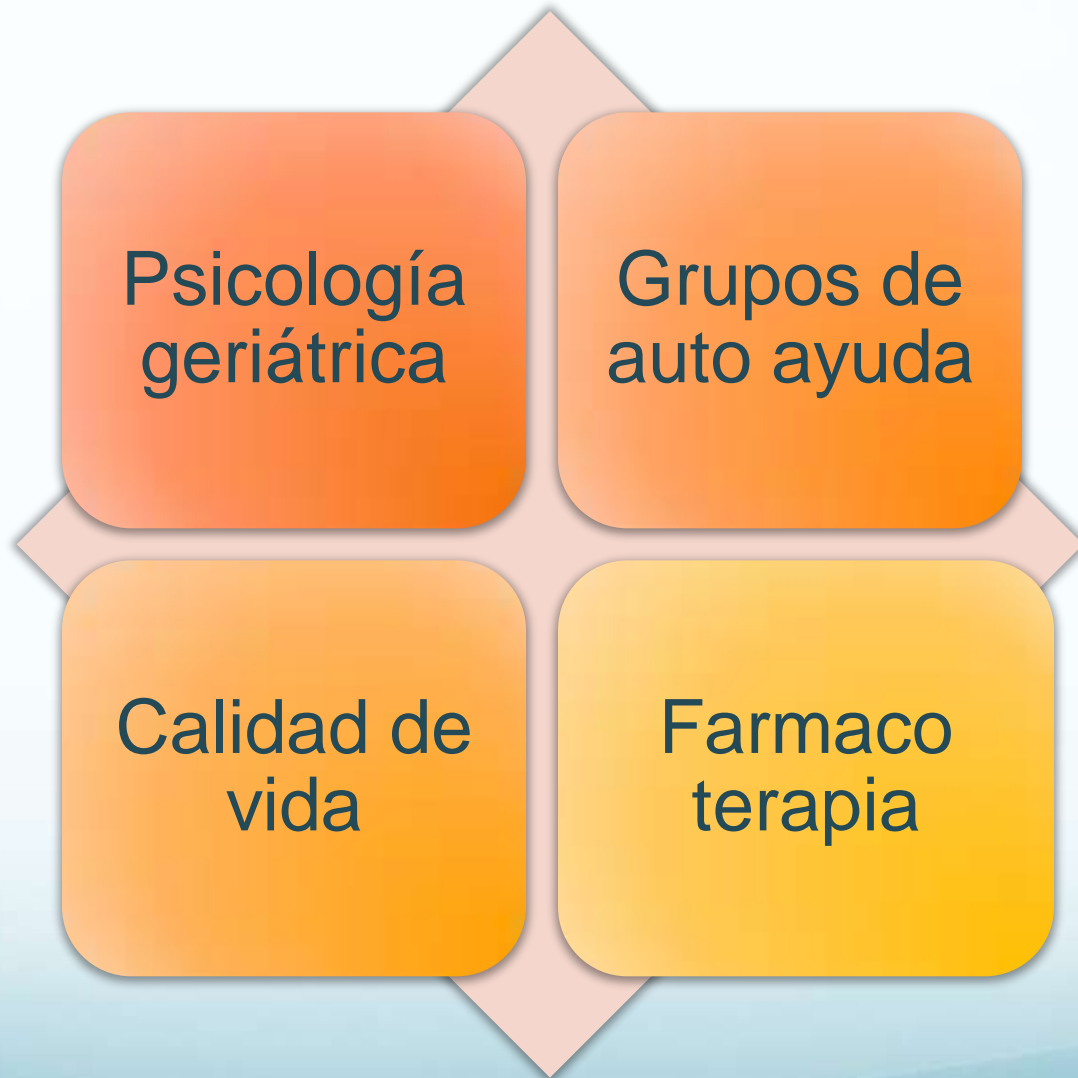 Psicología
geriátrica
Grupos de
auto ayuda
Calidad de
vida
Farmaco
terapia